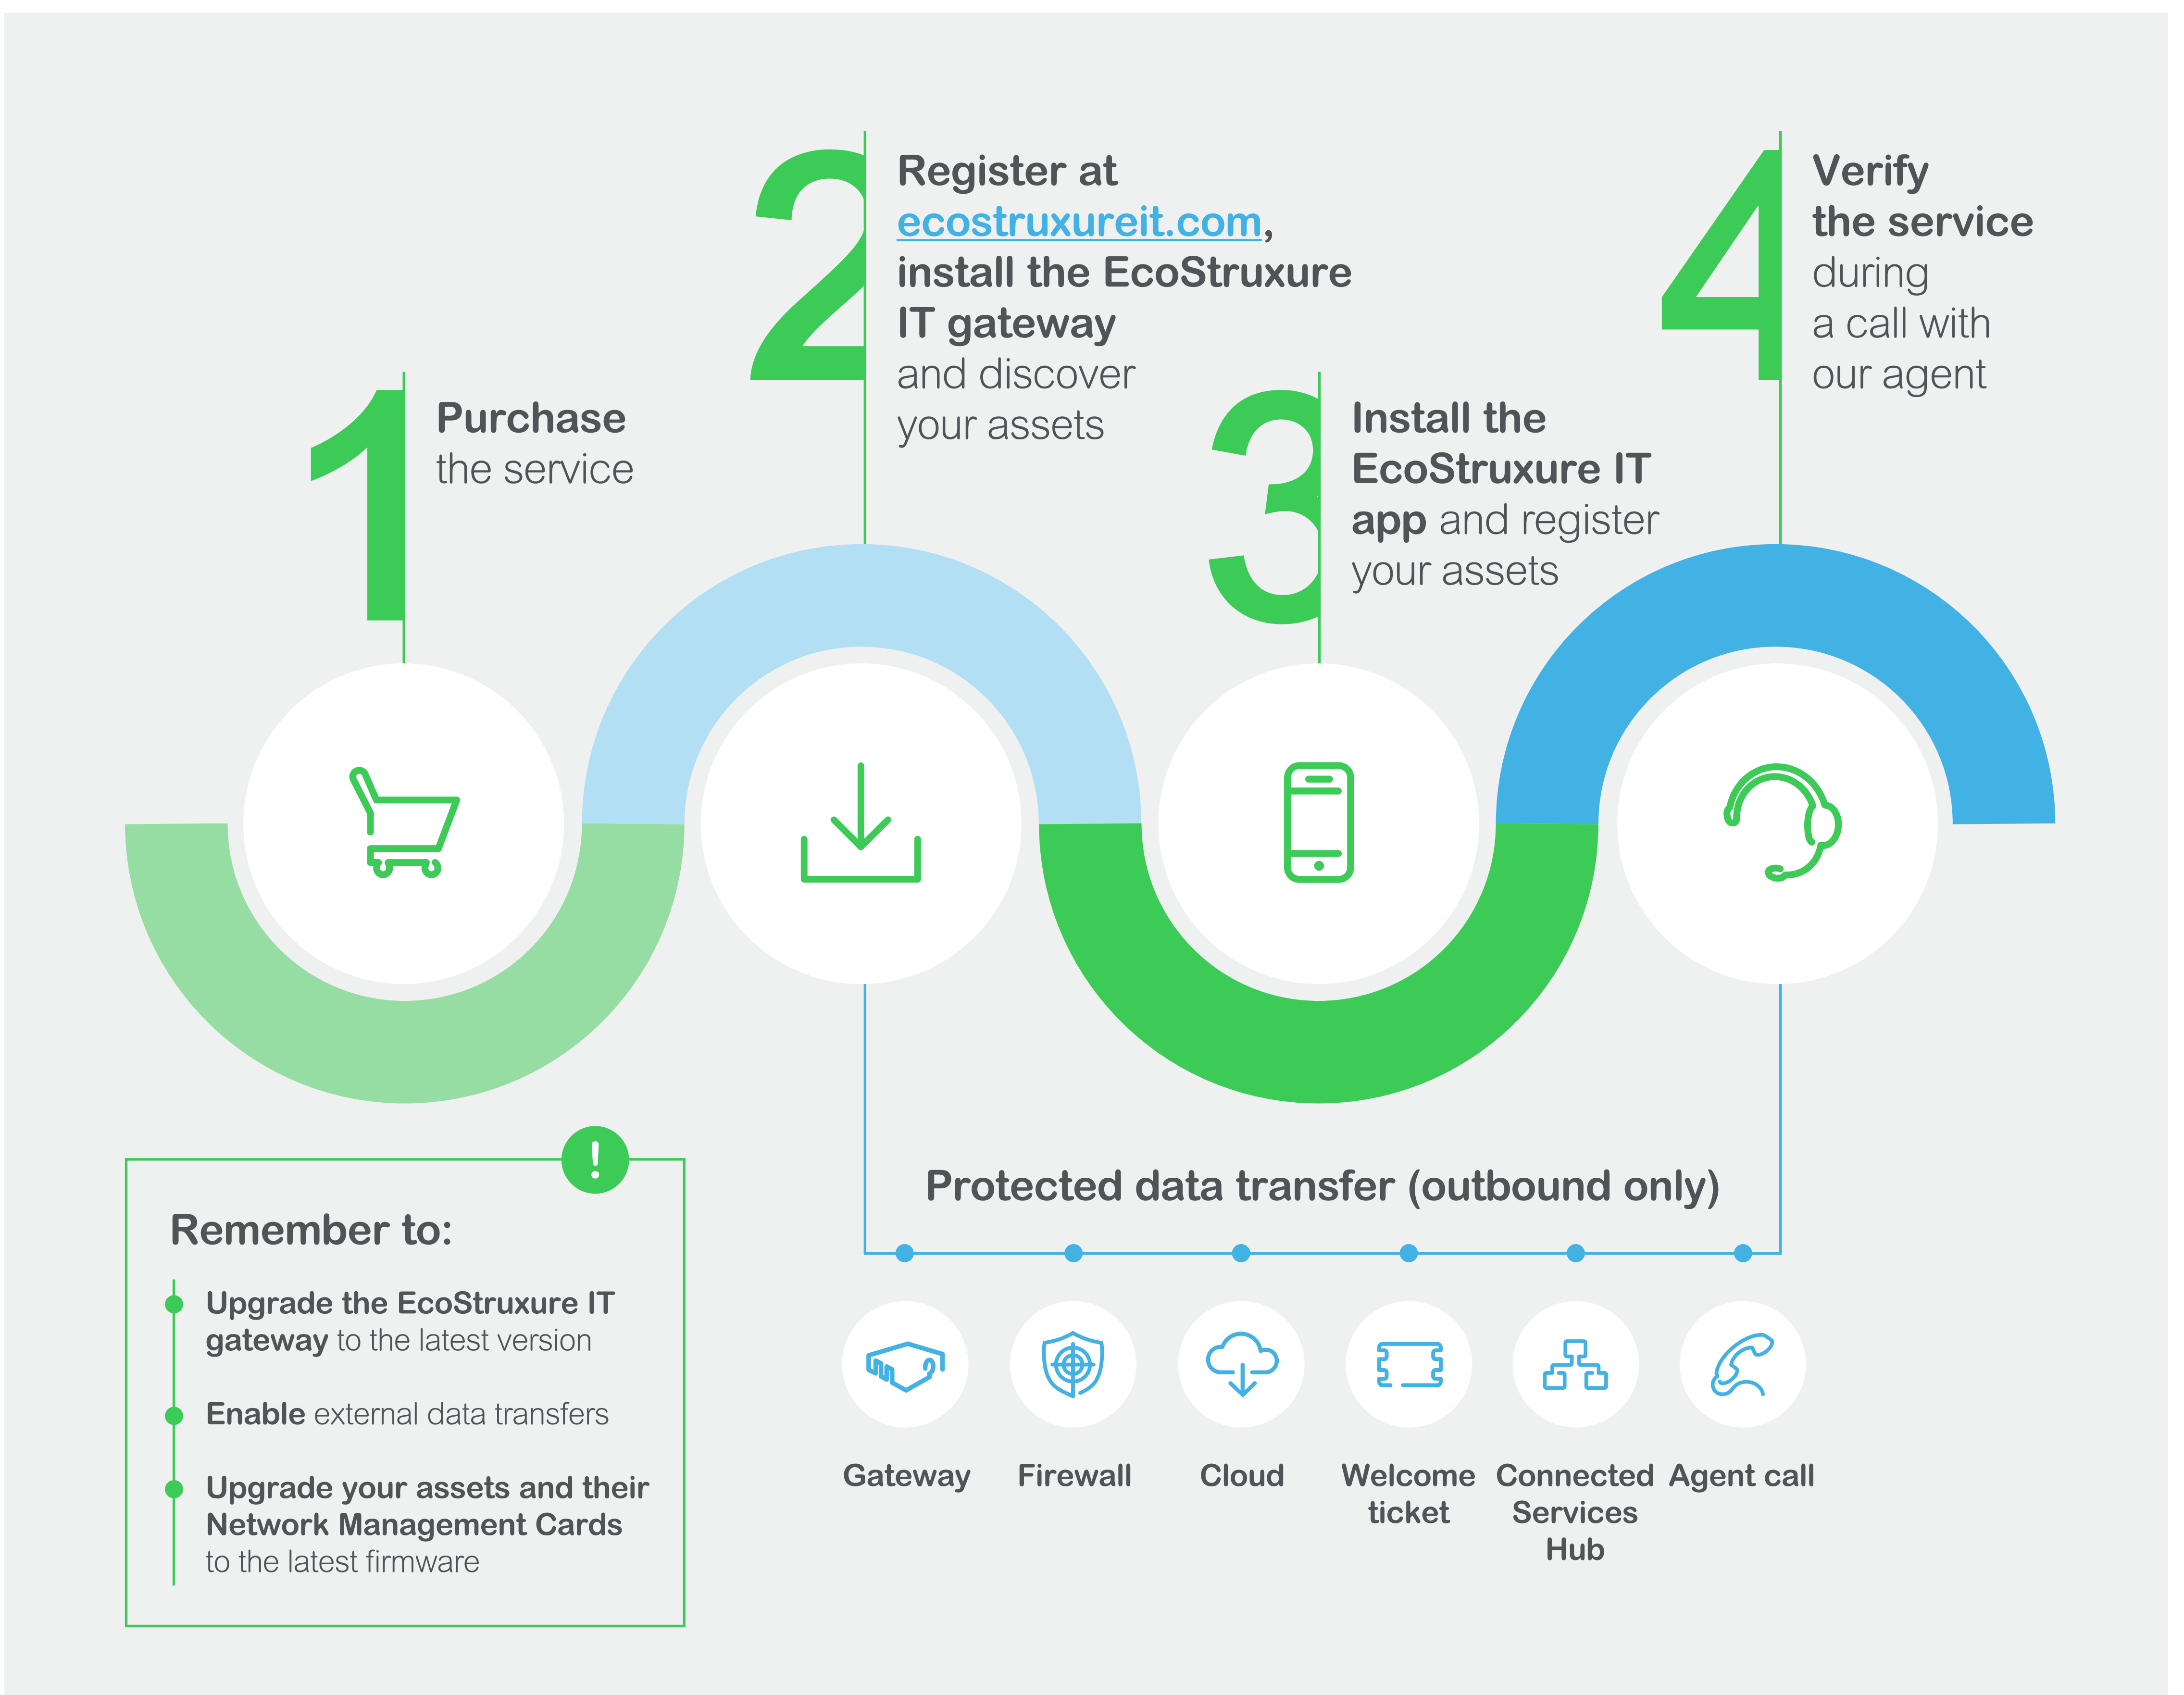 1
Purchase
the service
2
Register at
ecostruxureit.com,
install the EcoStruxure
IT gateway
and discover
your assets
3
Install the
EcoStruxure IT
app and register
your assets
4
Verify
the service
during
a call with
our agent
!
Remember to:
Upgrade the EcoStruxure IT
gateway to the latest version
Enable external data transfers
Upgrade your assets and their
Network Management Cards
to the latest firmware
Protected data transfer (outbound only)
Gateway
Firewall
Cloud
Welcome
ticket
Connected
Services
Hub
Agent call